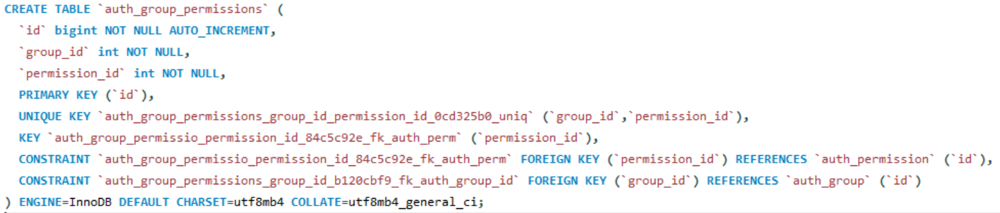 CREATE TABLE `auth_group_permissions` (
  `id` bigint NOT NULL AUTO_INCREMENT,
  `group_id` int NOT NULL,
  `permission_id` int NOT NULL,
  PRIMARY KEY (`id`),
  UNIQUE KEY `auth_group_permissions_group_id_permission_id_0cd325b0_uniq` (`group_id`,`permission_id`),
  KEY `auth_group_permissio_permission_id_84c5c92e_fk_auth_perm` (`permission_id`),
  CONSTRAINT `auth_group_permissio_permission_id_84c5c92e_fk_auth_perm` FOREIGN KEY (`permission_id`) REFERENCES `auth_permission` (`id`),
  CONSTRAINT `auth_group_permissions_group_id_b120cbf9_fk_auth_group_id` FOREIGN KEY (`group_id`) REFERENCES `auth_group` (`id`)
) ENGINE=InnoDB DEFAULT CHARSET=utf8mb4 COLLATE=utf8mb4_general_ci;